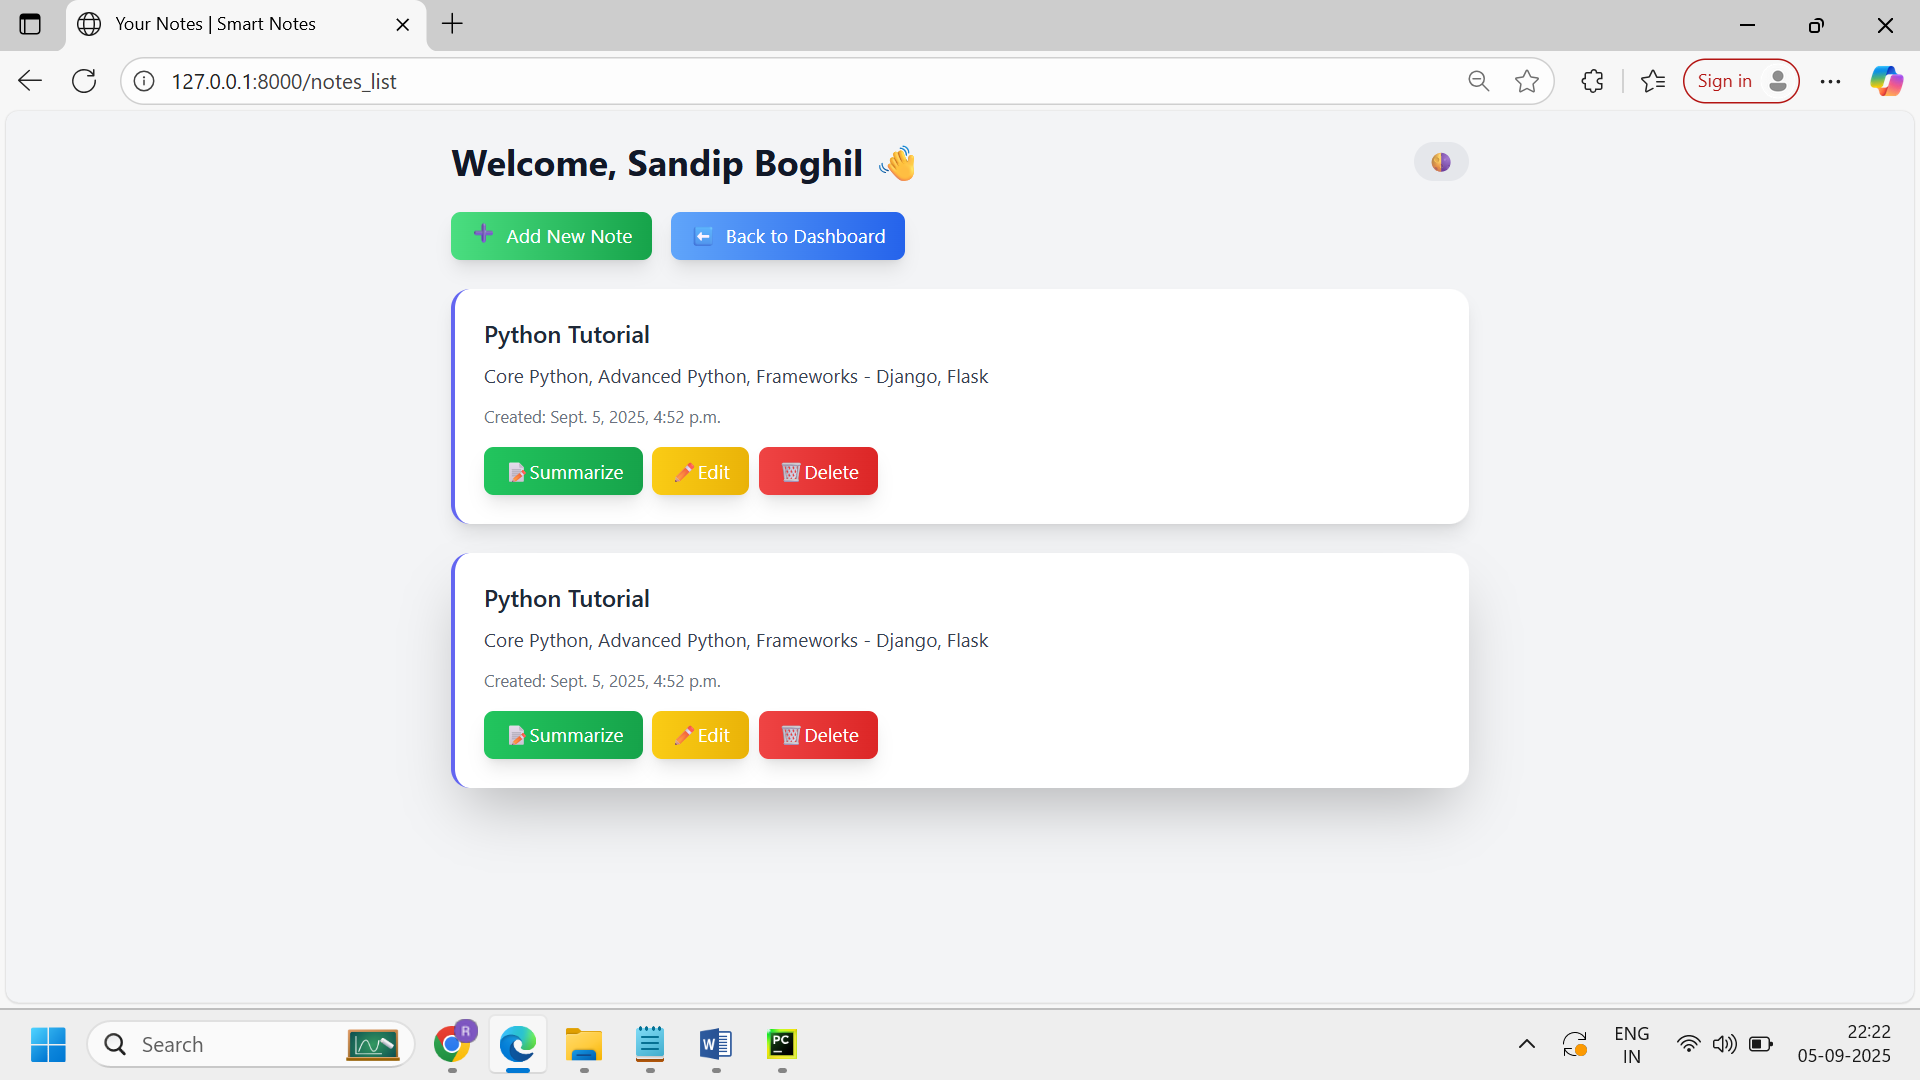 Your Notes | Smart Notes
127.0.0.1:8000/notes_list
Sign in
Welcome, Sandip Boghil 👋
➕ Add New Note
⬅️ Back to Dashboard
Python Tutorial
Core Python, Advanced Python, Frameworks - Django, Flask
Created: Sept. 5, 2025, 4:52 p.m.
📝Summarize ✏️Edit 🗑️Delete
Python Tutorial
Core Python, Advanced Python, Frameworks - Django, Flask
Created: Sept. 5, 2025, 4:52 p.m.
📝Summarize ✏️Edit 🗑️Delete
Search
R
W
PC
ENG
IN
22:22
05-09-2025